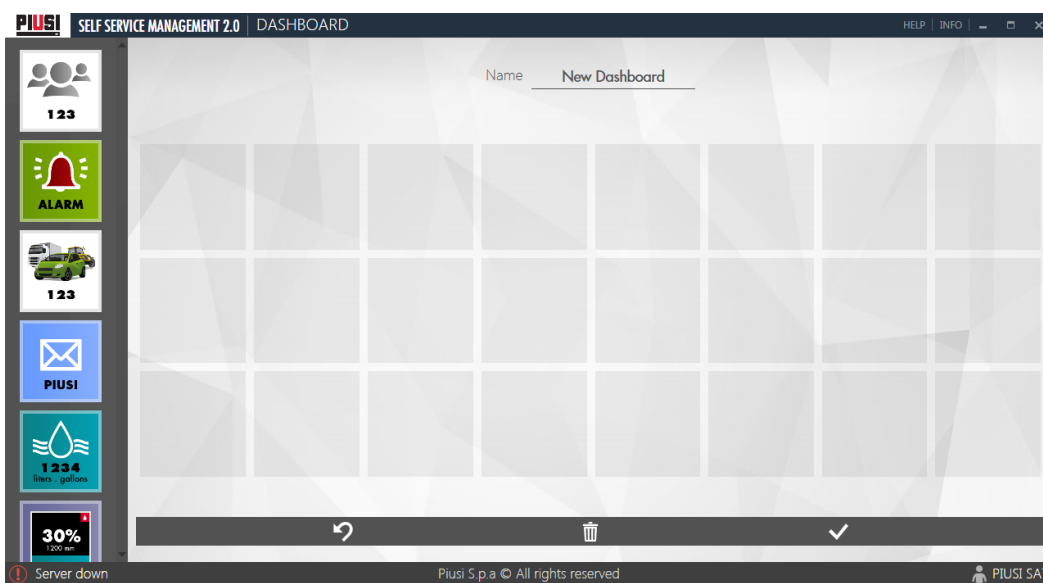 PIUSI SELF SERVICE MANAGEMENT 2.0 DASHBOARD HELP INFO
Name New Dashboard
123
ALARM
123
PIUSI
1234
liters . gallons
30%
1200 mm
Server down Piusi S.p.a © All rights reserved PIUSI SA